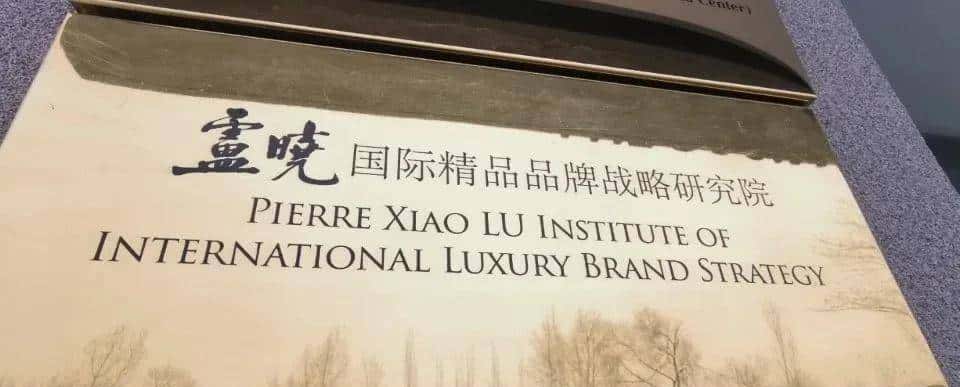 Center)
盧曉国际精品品牌战略研究院
PIERRE XIAO LU INSTITUTE OF
INTERNATIONAL LUXURY BRAND STRATEGY